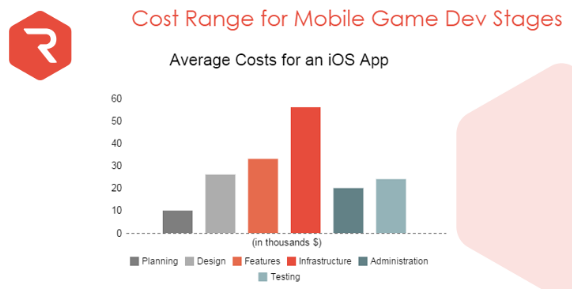 Cost Range for Mobile Game Dev Stages
Average Costs for an iOS App
60
50
40
30
20
10
0
(in thousands $)
Planning Design Features Infrastructure Administration
Testing